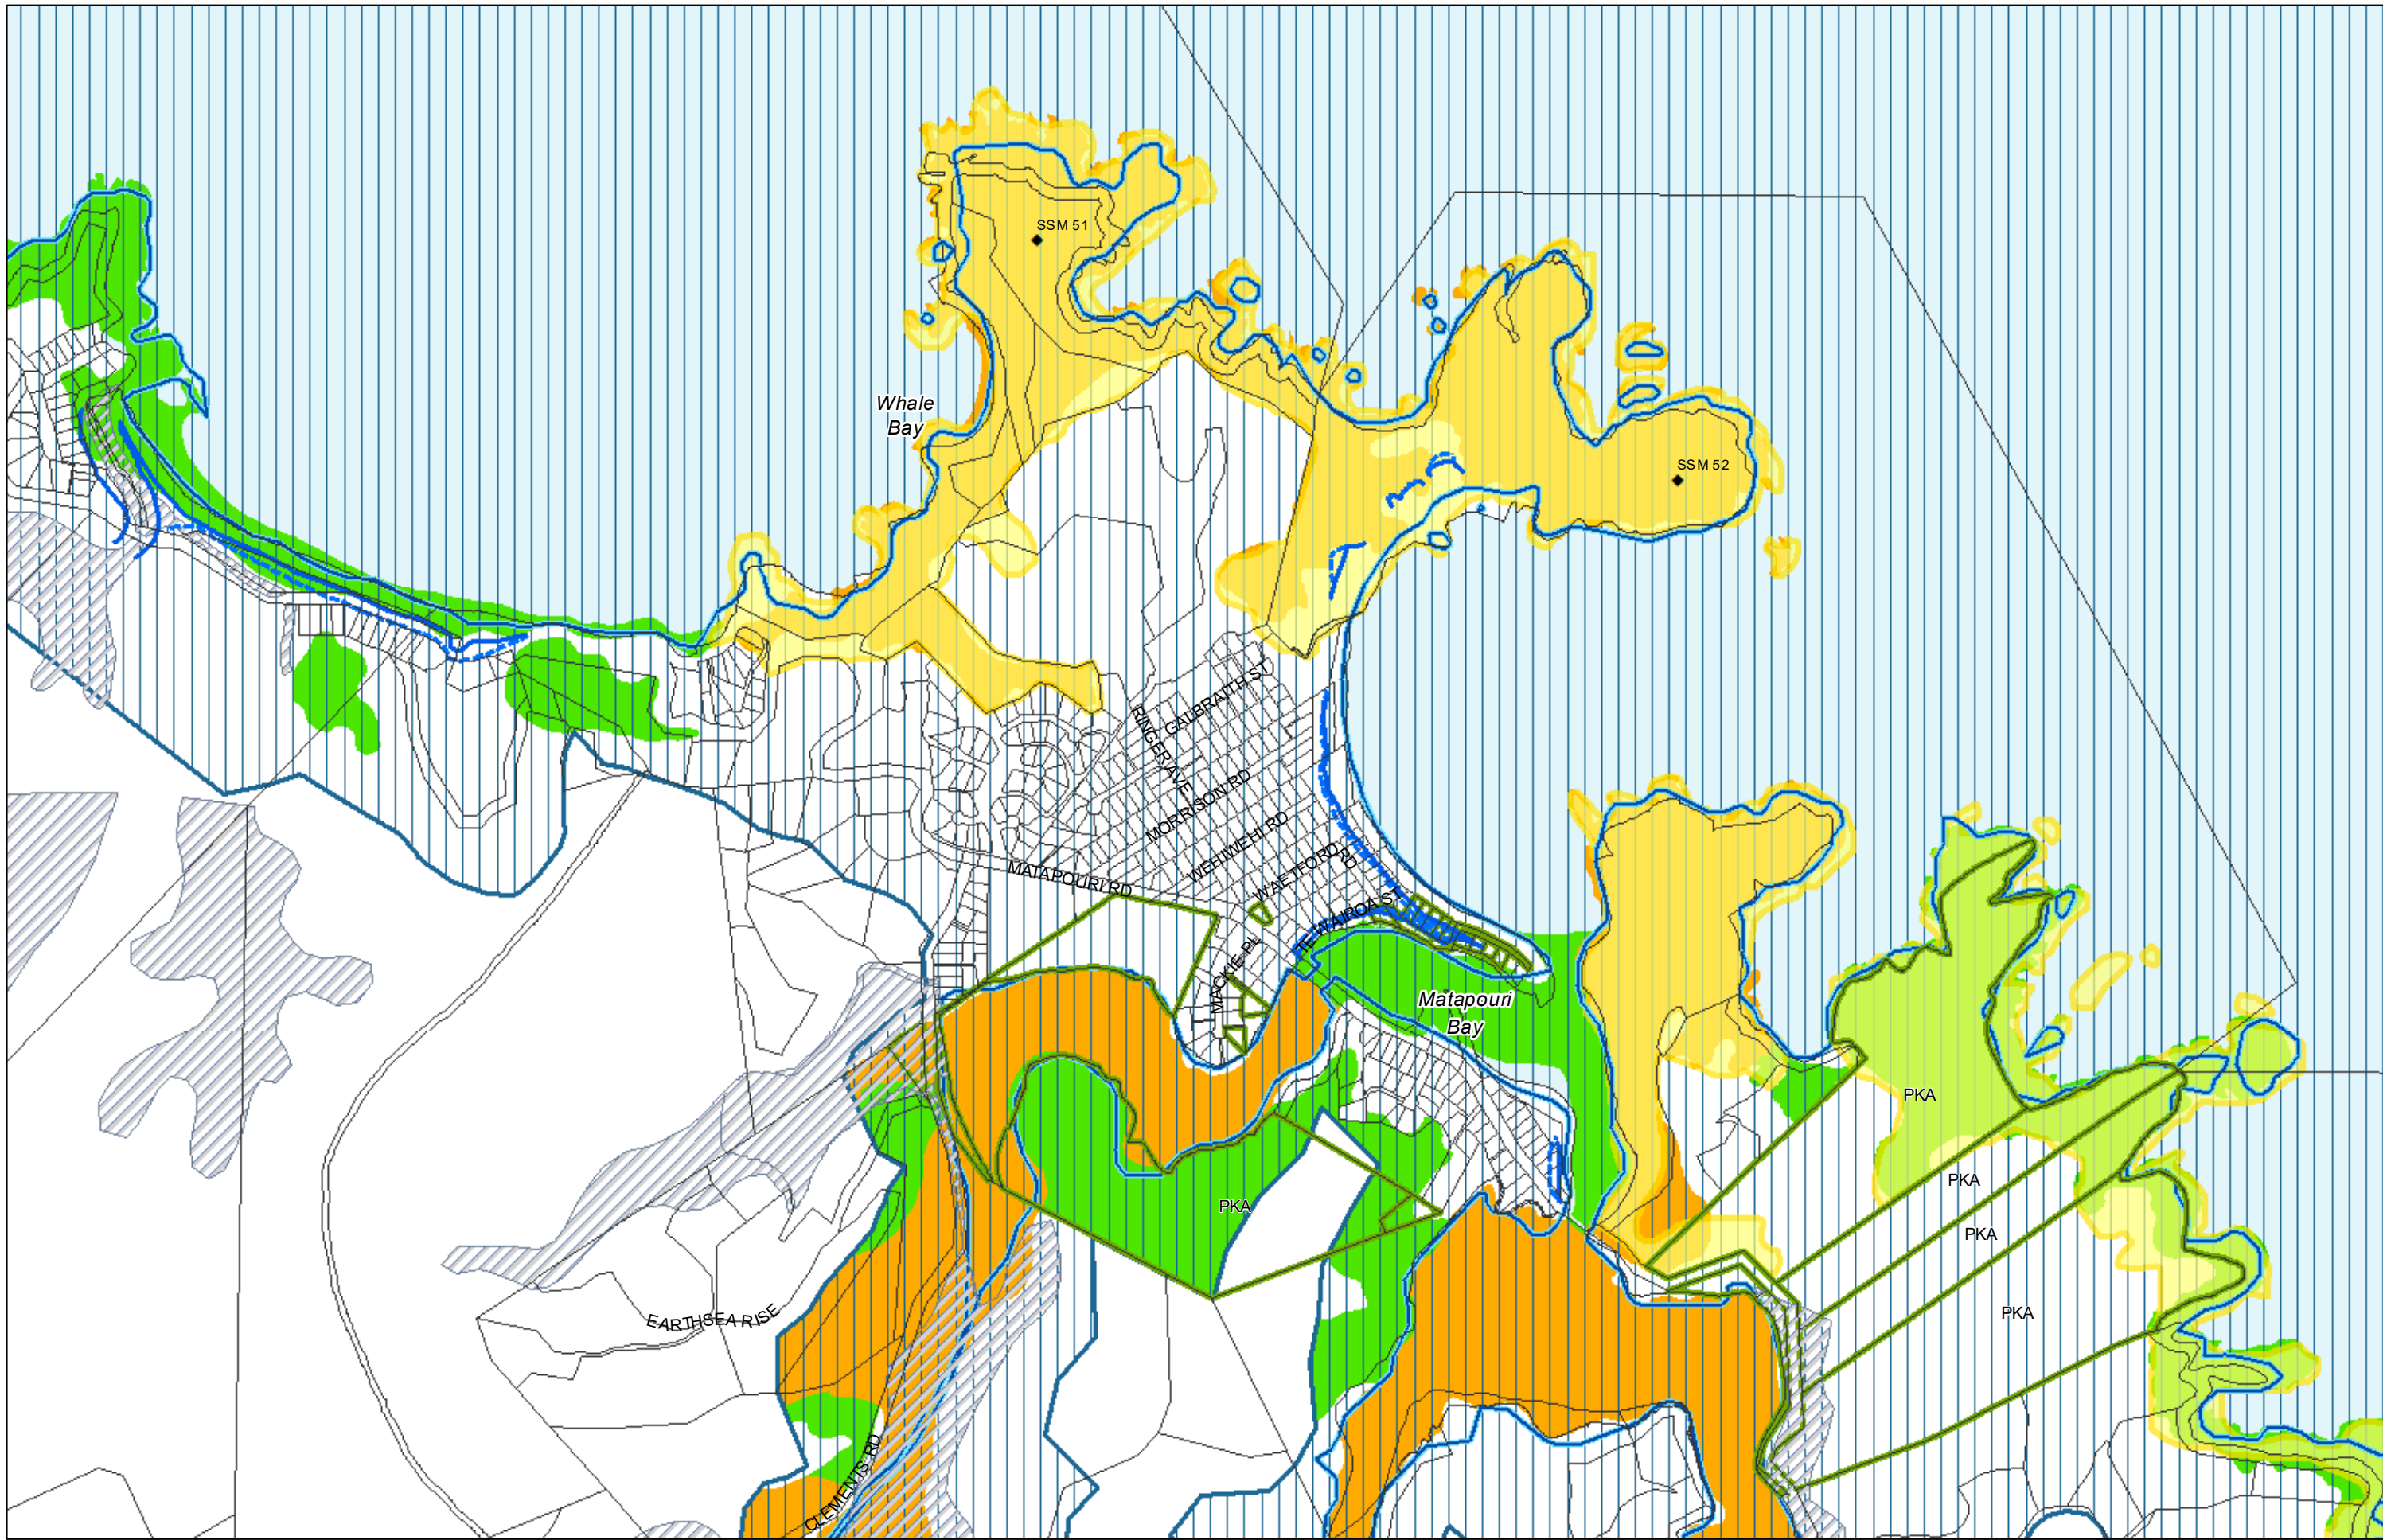 SSM 51
Whale
Bay
SSM 52
GALBRAITH ST
RINGER AVE
MORRISON RD
WEHIWEHI RD
WAETFORD RD
MATAPOURI RD
TE WAIROA ST
MACKIE PL
Matapouri
Bay
PKA
PKA
PKA
PKA
PKA
EARTHSEA RISE
CLEMENTS RD